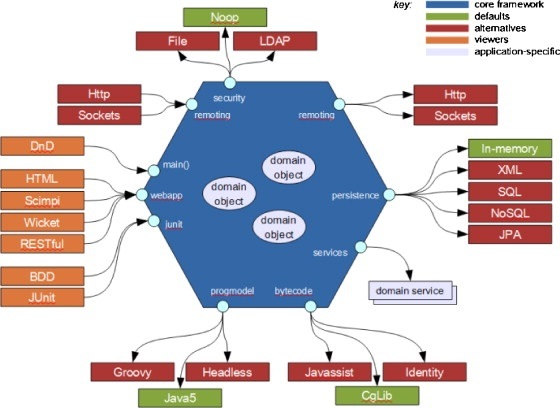 key:
core framework
defaults
alternatives
viewers
application-specific
Noop
File
LDAP
security
Http
Sockets
remoting
remoting
Http
Sockets
DnD
main()
HTML
Scimpi
Wicket
RESTful
webapp
junit
BDD
JUnit
domain
object
domain
object
domain
object
persistence
In-memory
XML
SQL
NoSQL
JPA
services
domain service
progmodel
bytecode
Groovy
Headless
Java5
Javassist
Identity
CgLib